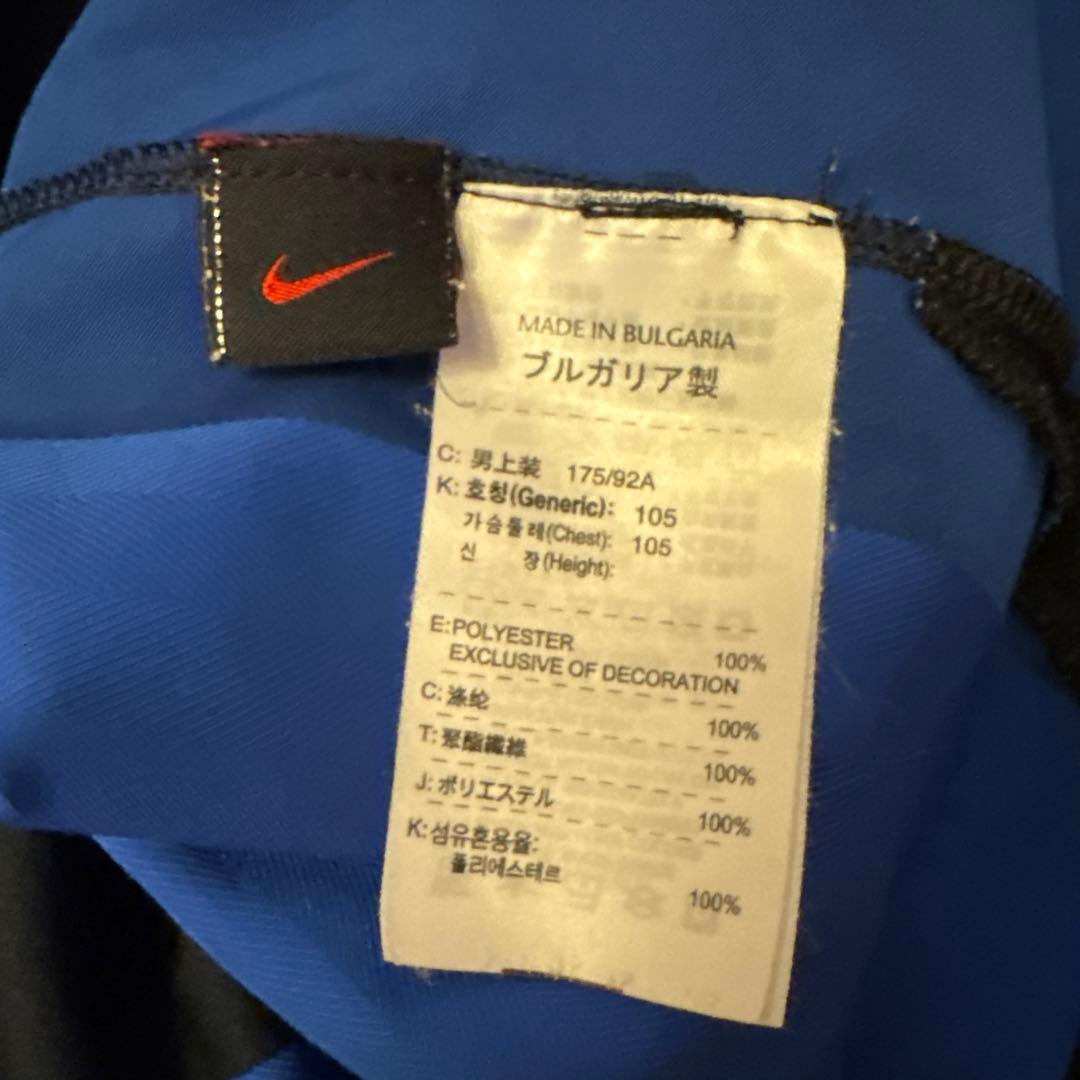 MADE IN BULGARIA
ブルガリア製
C: 男上装 175/92A
K: 호칭(Generic): 105
가슴둘레(Chest): 105
신 장(Height):
E:POLYESTER 100%
EXCLUSIVE OF DECORATION
C: 涤纶 100%
T: 聚酯纖維 100%
J: ポリエステル 100%
K: 섬유혼용율:
폴리에스테르 100%